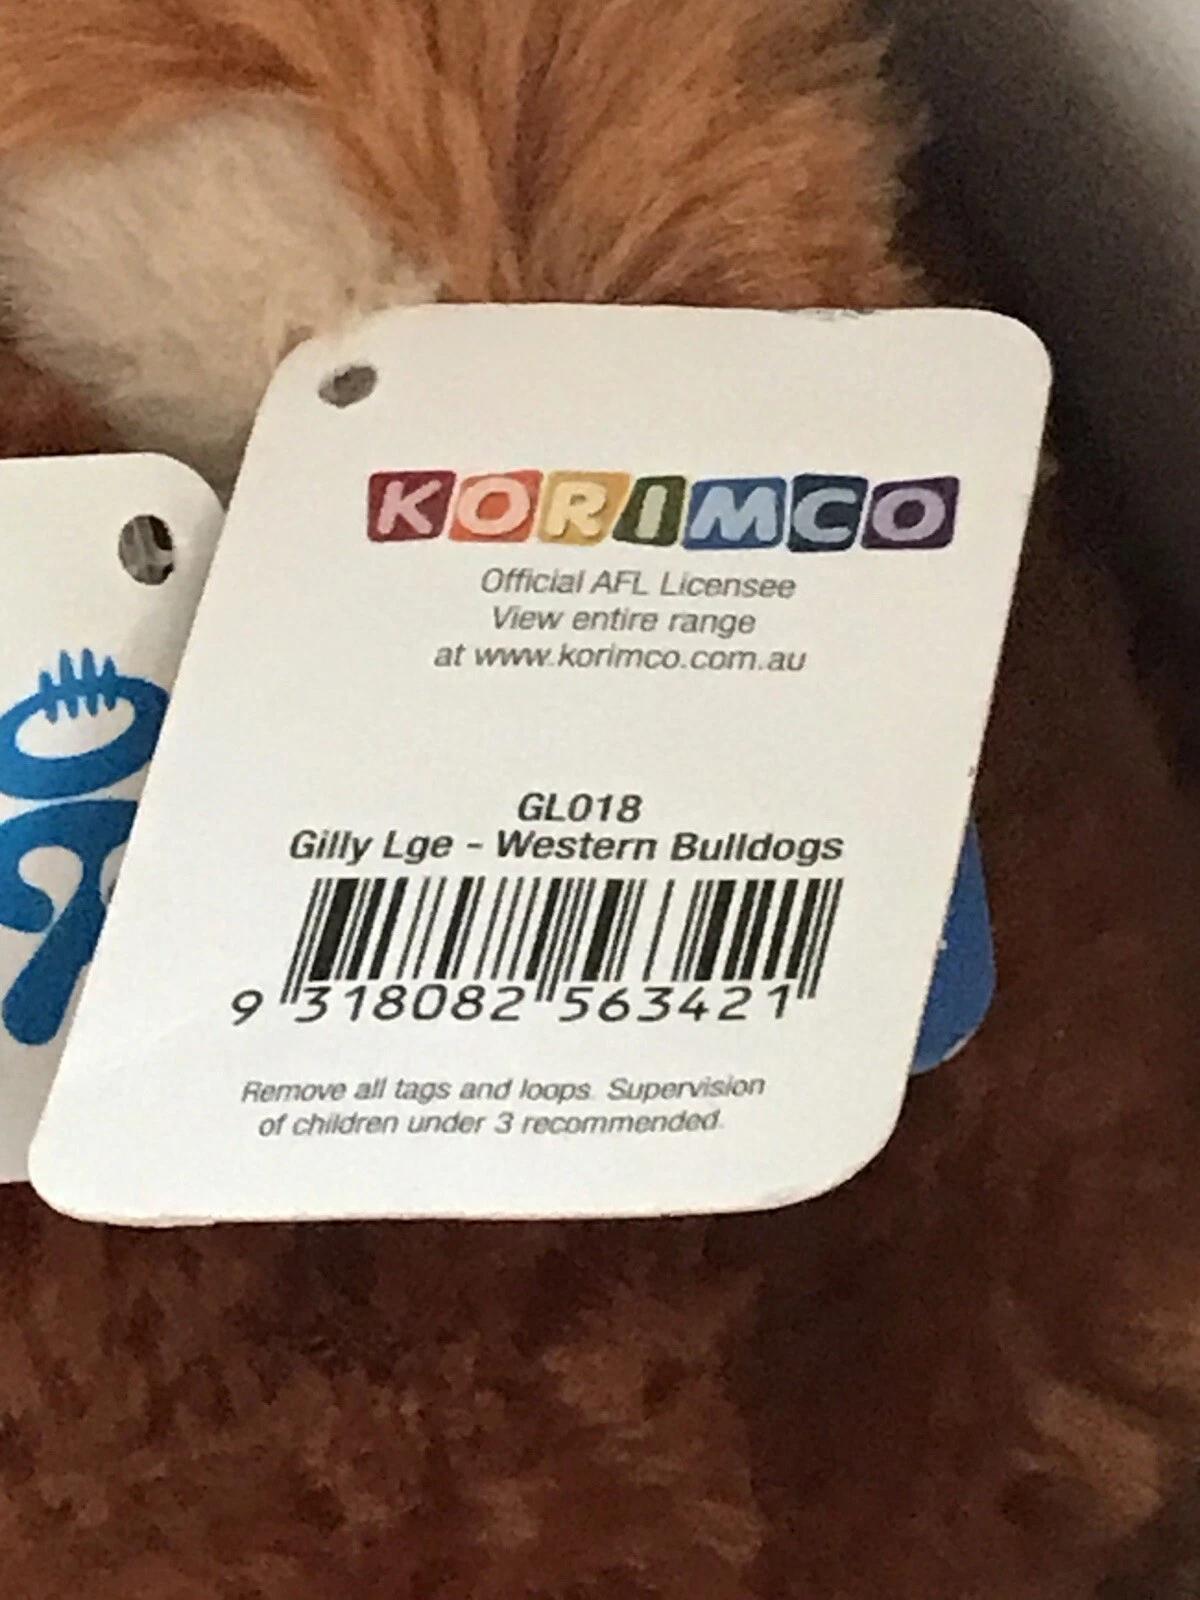 KORIMCO
Official AFL Licensee
View entire range
at www.korimco.com.au
GL018
Gilly Lge - Western Bulldogs
9 318082 563421
Remove all tags and loops. Supervision
of children under 3 recommended.